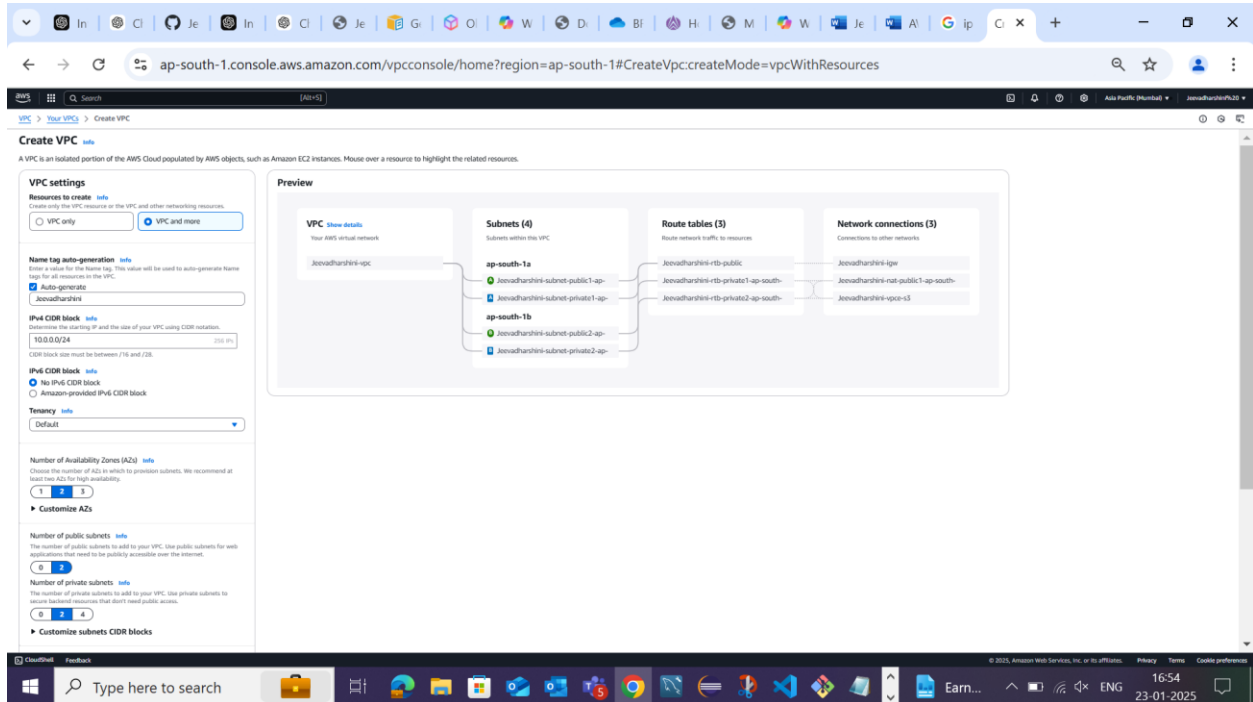 In
Cl
Je
In
Cl
Je
Ge
O
W
D
Bf
H
M
W
Je
A
ip
C
ap-south-1.console.aws.amazon.com/vpcconsole/home?region=ap-south-1#CreateVpc:createMode=vpcWithResources
aws
Search
[Alt+S]
Asia Pacific (Mumbai)
JeevadharshiniPh20
VPC > Your VPCs > Create VPC
Create VPC Info
A VPC is an isolated portion of the AWS Cloud populated by AWS objects, such as Amazon EC2 instances. Mouse over a resource to highlight the related resources.
VPC settings
Resources to create Info
Create only the VPC resource or the VPC and other networking resources.
VPC only
VPC and more
Name tag auto-generation Info
Enter a value for the Name tag. This value will be used to auto-generate Name
tags for all resources in the VPC.
Auto-generate
Jeevadharshini
IPv4 CIDR block Info
Determine the starting IP and the size of your VPC using CIDR notation.
10.0.0.0/24
256 IPs
CIDR block size must be between /16 and /28.
IPv6 CIDR block Info
No IPv6 CIDR block
Amazon-provided IPv6 CIDR block
Tenancy Info
Default
Number of Availability Zones (AZs) Info
Choose the number of AZs in which to provision subnets. We recommend at
least two AZs for high availability.
1 2 3
Customize AZs
Number of public subnets Info
The number of public subnets to add to your VPC. Use public subnets for web
applications that need to be publicly accessible over the internet.
0 2
Number of private subnets Info
The number of private subnets to add to your VPC. Use private subnets to
secure backend resources that don't need public access.
0 2 4
Customize subnets CIDR blocks
Preview
VPC Show details
Your AWS virtual network
Jeevadharshini-vpc
Subnets (4)
Subnets within this VPC
ap-south-1a
Jeevadharshini-subnet-public1-ap-
Jeevadharshini-subnet-private1-ap-
ap-south-1b
Jeevadharshini-subnet-public2-ap-
Jeevadharshini-subnet-private2-ap-
Route tables (3)
Route network traffic to resources
Jeevadharshini-rtb-public
Jeevadharshini-rtb-private1-ap-south-
Jeevadharshini-rtb-private2-ap-south-
Network connections (3)
Connections to other networks
Jeevadharshini-igw
Jeevadharshini-nat-public1-ap-south-
Jeevadharshini-vpce-s3
CloudShell
Feedback
© 2025, Amazon Web Services, Inc. or its affiliates.
Privacy
Terms
Cookie preferences
Type here to search
Earn...
ENG
16:54
23-01-2025